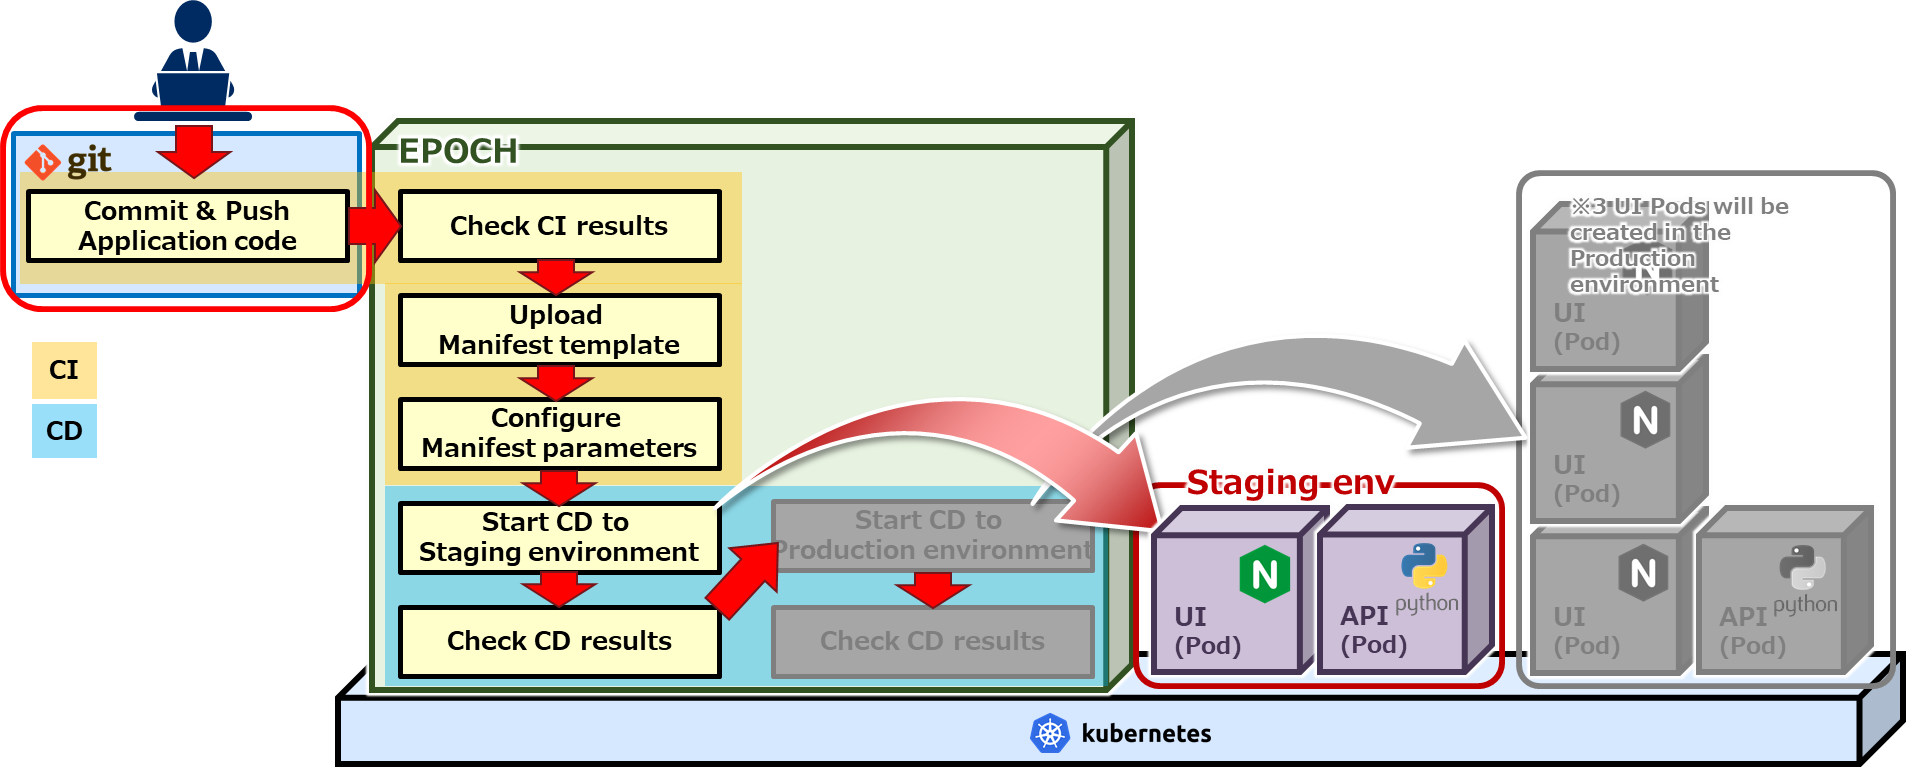 git
Commit & Push
Application code
CI
CD
EPOCH
Check CI results
Upload
Manifest template
Configure
Manifest parameters
Start CD to
Staging environment
Check CD results
Start CD to
Production environment
Check CD results
Staging env
N
UI
(Pod)
python
API
(Pod)
※3 UI Pods will be
created in the
Production
environment
N
UI
(Pod)
N
UI
(Pod)
N
UI
(Pod)
python
API
(Pod)
kubernetes